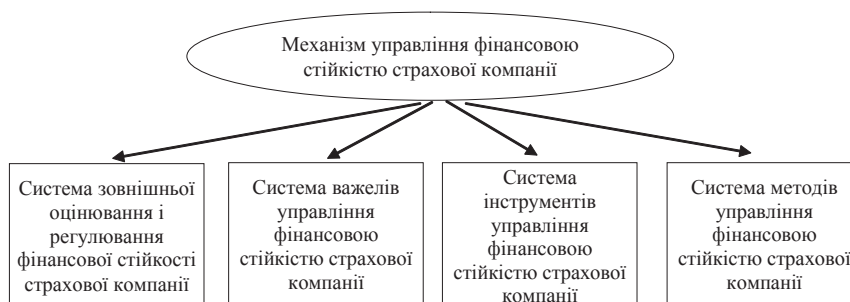 Механізм управління фінансовою
стійкістю страхової компанії
Система зовнішньої
оцінювання і
регулювання
фінансової стійкості
страхової компанії
Система важелів
управління
фінансовою
стійкістю страхової
компанії
Система
інструментів
управління
фінансовою
стійкістю страхової
компанії
Система методів
управління
фінансовою
стійкістю страхової
компанії